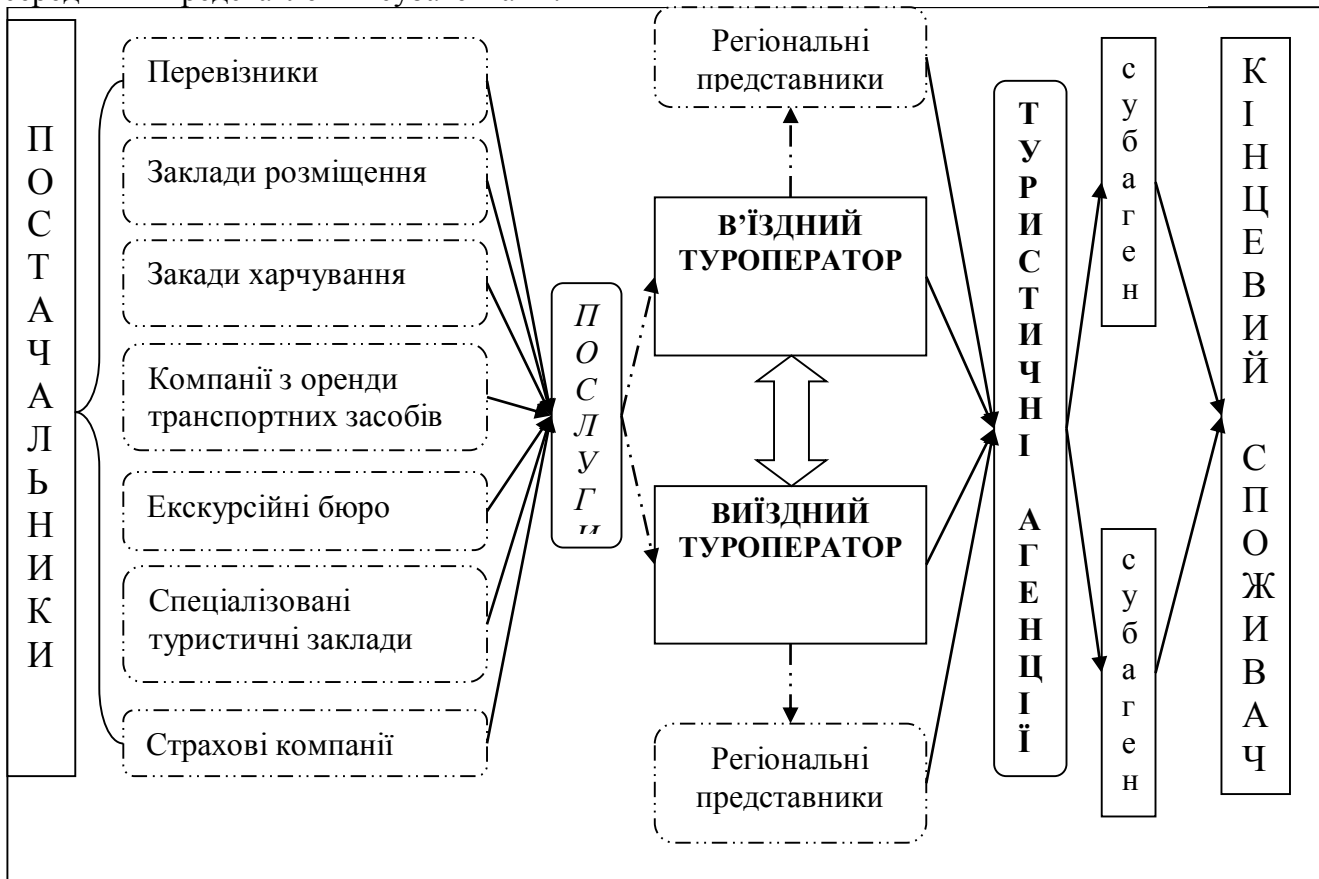 ПОСТАЧАЛЬНИКИ
Перевізники
Заклади розміщення
Закади харчування
Компанії з оренди
транспортних засобів
Екскурсійні бюро
Спеціалізовані
туристичні заклади
Страхові компанії
ПОСЛУГИ
Регіональні
представники
В’ЇЗДНИЙ
ТУРОПЕРАТОР
ВИЇЗДНИЙ
ТУРОПЕРАТОР
Регіональні
представники
ТУРИСТИЧНІ АГЕНЦІЇ
субаген
субаген
КІНЦЕВИЙ СПОЖИВАЧ